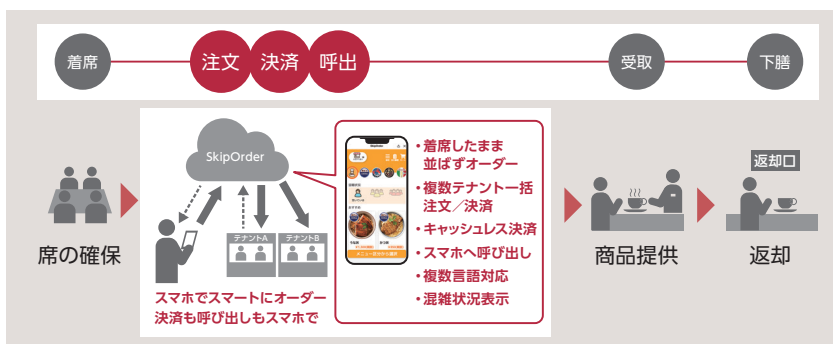 着席
注文
決済
呼出
受取
下膳
SkipOrder
テナントA
テナントB
席の確保
スマホでスマートにオーダー
決済も呼び出しもスマホで
・着席したまま
並ばずオーダー
・複数テナント一括
注文／決済
・キャッシュレス決済
・スマホへ呼び出し
・複数言語対応
・混雑状況表示
商品提供
返却口
返却